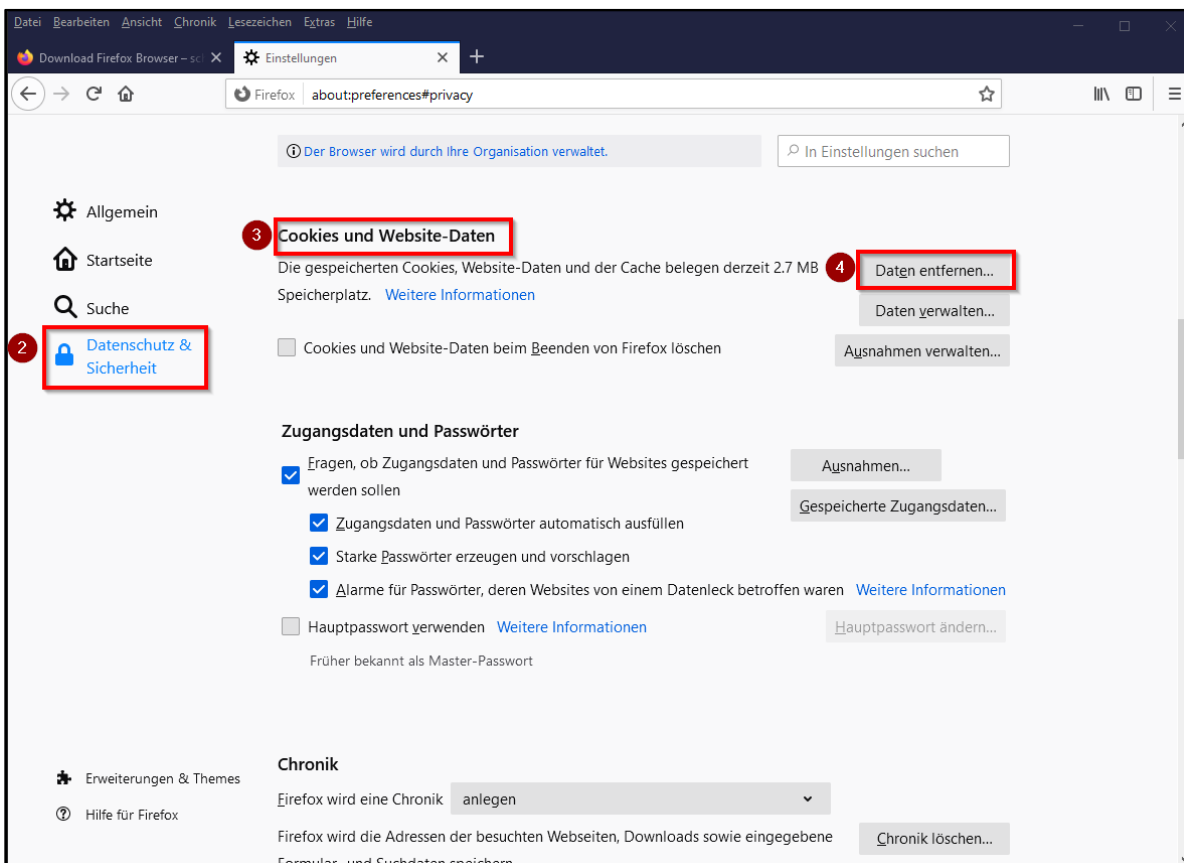 Datei Bearbeiten Ansicht Chronik Lesezeichen Extras Hilfe
Download Firefox Browser – sc
Einstellungen
Firefox about:preferences#privacy
Der Browser wird durch Ihre Organisation verwaltet.
In Einstellungen suchen
Allgemein
Startseite
Suche
2
Datenschutz &
Sicherheit
3 Cookies und Website-Daten
Die gespeicherten Cookies, Website-Daten und der Cache belegen derzeit 2.7 MB
Speicherplatz. Weitere Informationen
4 Daten entfernen...
Daten verwalten...
Cookies und Website-Daten beim Beenden von Firefox löschen
Ausnahmen verwalten...
Zugangsdaten und Passwörter
Fragen, ob Zugangsdaten und Passwörter für Websites gespeichert
werden sollen
Ausnahmen...
Gespeicherte Zugangsdaten...
Zugangsdaten und Passwörter automatisch ausfüllen
Starke Passwörter erzeugen und vorschlagen
Alarme für Passwörter, deren Websites von einem Datenleck betroffen waren Weitere Informationen
Hauptpasswort verwenden Weitere Informationen
Hauptpasswort ändern...
Früher bekannt als Master-Passwort
Chronik
Firefox wird eine Chronik anlegen
Firefox wird die Adressen der besuchten Webseiten, Downloads sowie eingegebene
Formular- und Suchdaten speichern
Chronik löschen...
Erweiterungen & Themes
Hilfe für Firefox